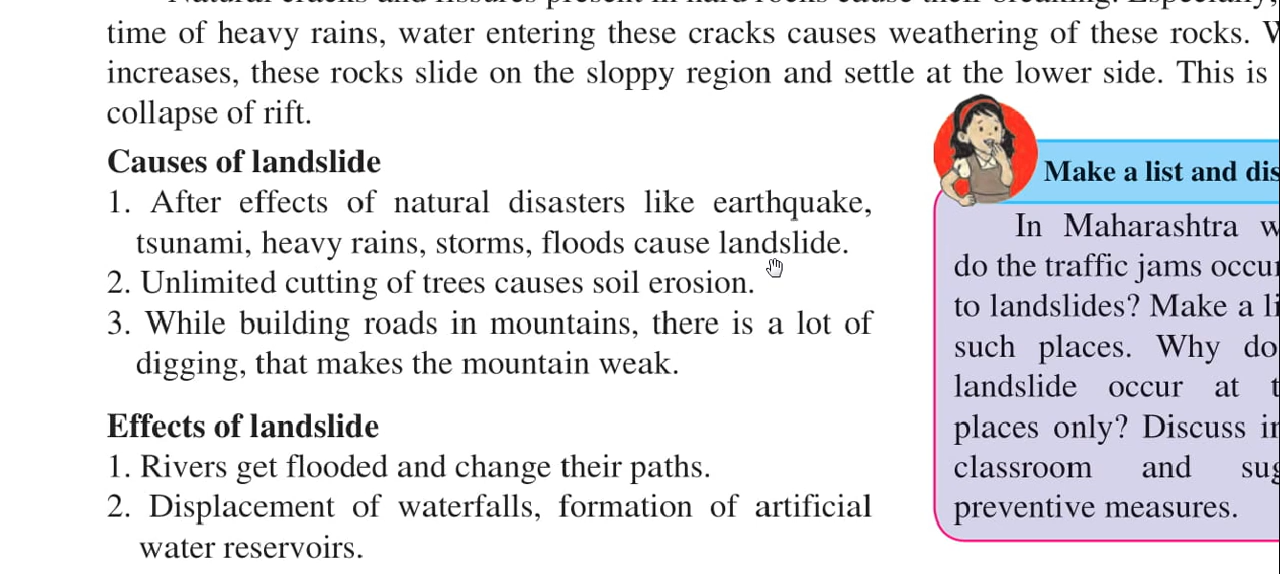 time of heavy rains, water entering these cracks causes weathering of these rocks.
increases, these rocks slide on the sloppy region and settle at the lower side. This is
collapse of rift.
Causes of landslide
1. After effects of natural disasters like earthquake,
tsunami, heavy rains, storms, floods cause landslide.
2. Unlimited cutting of trees causes soil erosion.
3. While building roads in mountains, there is a lot of
digging, that makes the mountain weak.
Effects of landslide
1. Rivers get flooded and change their paths.
2. Displacement of waterfalls, formation of artificial
water reservoirs.
Make a list and dis
In Maharashtra w
do the traffic jams occu
to landslides? Make a li
such places. Why do
landslide occur at t
places only? Discuss i
classroom and su
preventive measures.